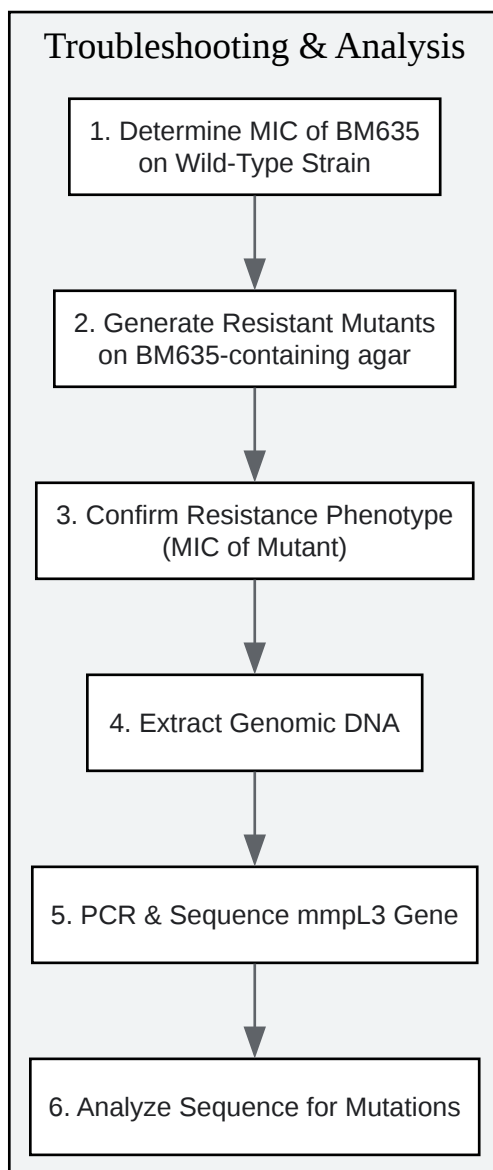 Troubleshooting & Analysis
1. Determine MIC of BM635
on Wild-Type Strain
2. Generate Resistant Mutants
on BM635-containing agar
3. Confirm Resistance Phenotype
(MIC of Mutant)
4. Extract Genomic DNA
5. PCR & Sequence mmpL3 Gene
6. Analyze Sequence for Mutations